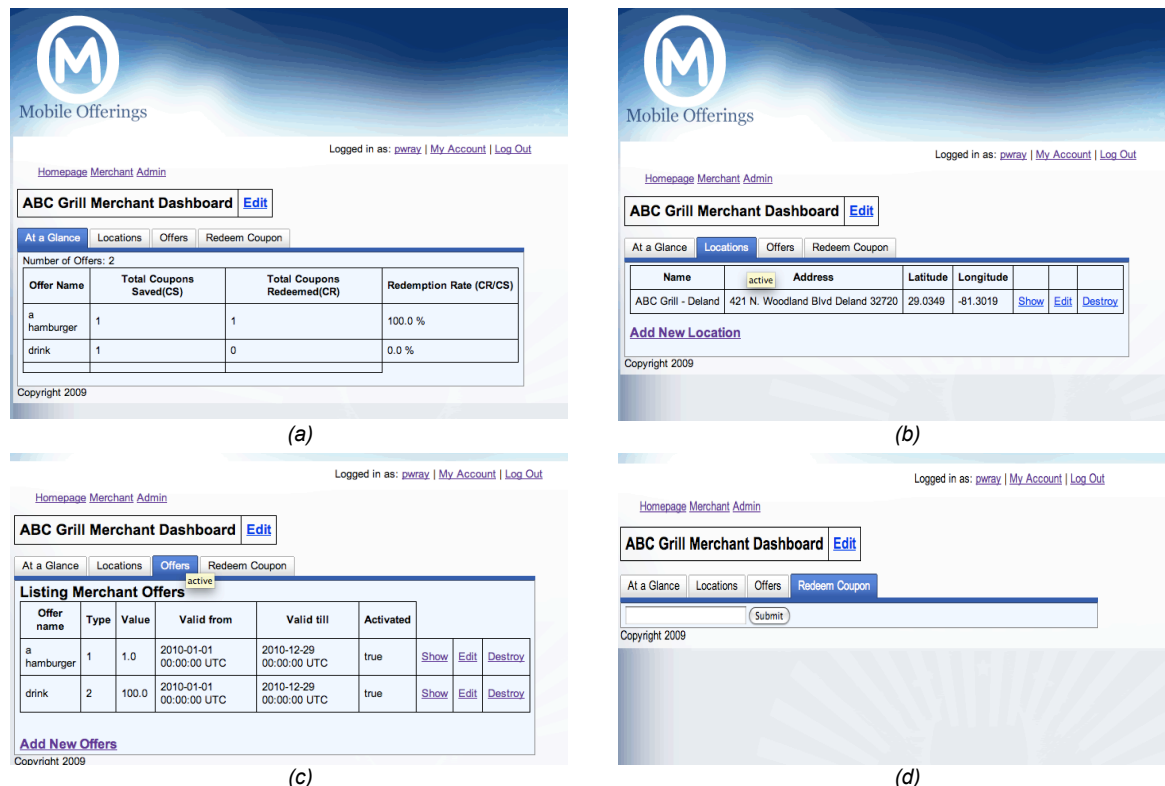 M
Mobile Offerings
Logged in as: pwray | My Account | Log Out
Homepage Merchant Admin
ABC Grill Merchant Dashboard Edit
At a Glance Locations Offers Redeem Coupon
Number of Offers: 2
Offer Name Total Coupons Saved(CS) Total Coupons Redeemed(CR) Redemption Rate (CR/CS)
a hamburger 1 1 100.0 %
drink 1 0 0.0 %
Copyright 2009
(a)
M
Mobile Offerings
Logged in as: pwray | My Account | Log Out
Homepage Merchant Admin
ABC Grill Merchant Dashboard Edit
At a Glance Locations Offers Redeem Coupon
Name active Address Latitude Longitude
ABC Grill - Deland 421 N. Woodland Blvd Deland 32720 29.0349 -81.3019 Show Edit Destroy
Add New Location
Copyright 2009
(b)
Logged in as: pwray | My Account | Log Out
Homepage Merchant Admin
ABC Grill Merchant Dashboard Edit
At a Glance Locations Offers Redeem Coupon
active
Listing Merchant Offers
Offer name Type Value Valid from Valid till Activated
a hamburger 1 1.0 2010-01-01 00:00:00 UTC 2010-12-29 00:00:00 UTC true Show Edit Destroy
drink 2 100.0 2010-01-01 00:00:00 UTC 2010-12-29 00:00:00 UTC true Show Edit Destroy
Add New Offers
Copyright 2009
(c)
Logged in as: pwray | My Account | Log Out
Homepage Merchant Admin
ABC Grill Merchant Dashboard Edit
At a Glance Locations Offers Redeem Coupon
Submit
Copyright 2009
(d)